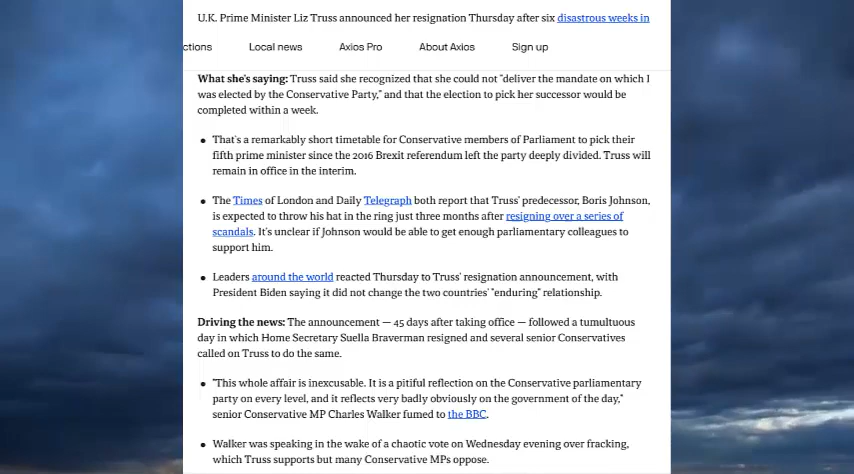 U.K. Prime Minister Liz Truss announced her resignation Thursday after six disastrous weeks in
ctions Local news Axios Pro About Axios Sign up
What she's saying: Truss said she recognized that she could not "deliver the mandate on which I
was elected by the Conservative Party," and that the election to pick her successor would be
completed within a week.
• That's a remarkably short timetable for Conservative members of Parliament to pick their
fifth prime minister since the 2016 Brexit referendum left the party deeply divided. Truss will
remain in office in the interim.
• The Times of London and Daily Telegraph both report that Truss' predecessor, Boris Johnson,
is expected to throw his hat in the ring just three months after resigning over a series of
scandals. It's unclear if Johnson would be able to get enough parliamentary colleagues to
support him.
• Leaders around the world reacted Thursday to Truss' resignation announcement, with
President Biden saying it did not change the two countries' "enduring" relationship.
Driving the news: The announcement — 45 days after taking office — followed a tumultuous
day in which Home Secretary Suella Braverman resigned and several senior Conservatives
called on Truss to do the same.
• "This whole affair is inexcusable. It is a pitiful reflection on the Conservative parliamentary
party on every level, and it reflects very badly obviously on the government of the day,"
senior Conservative MP Charles Walker fumed to the BBC.
• Walker was speaking in the wake of a chaotic vote on Wednesday evening over fracking,
which Truss supports but many Conservative MPs oppose.